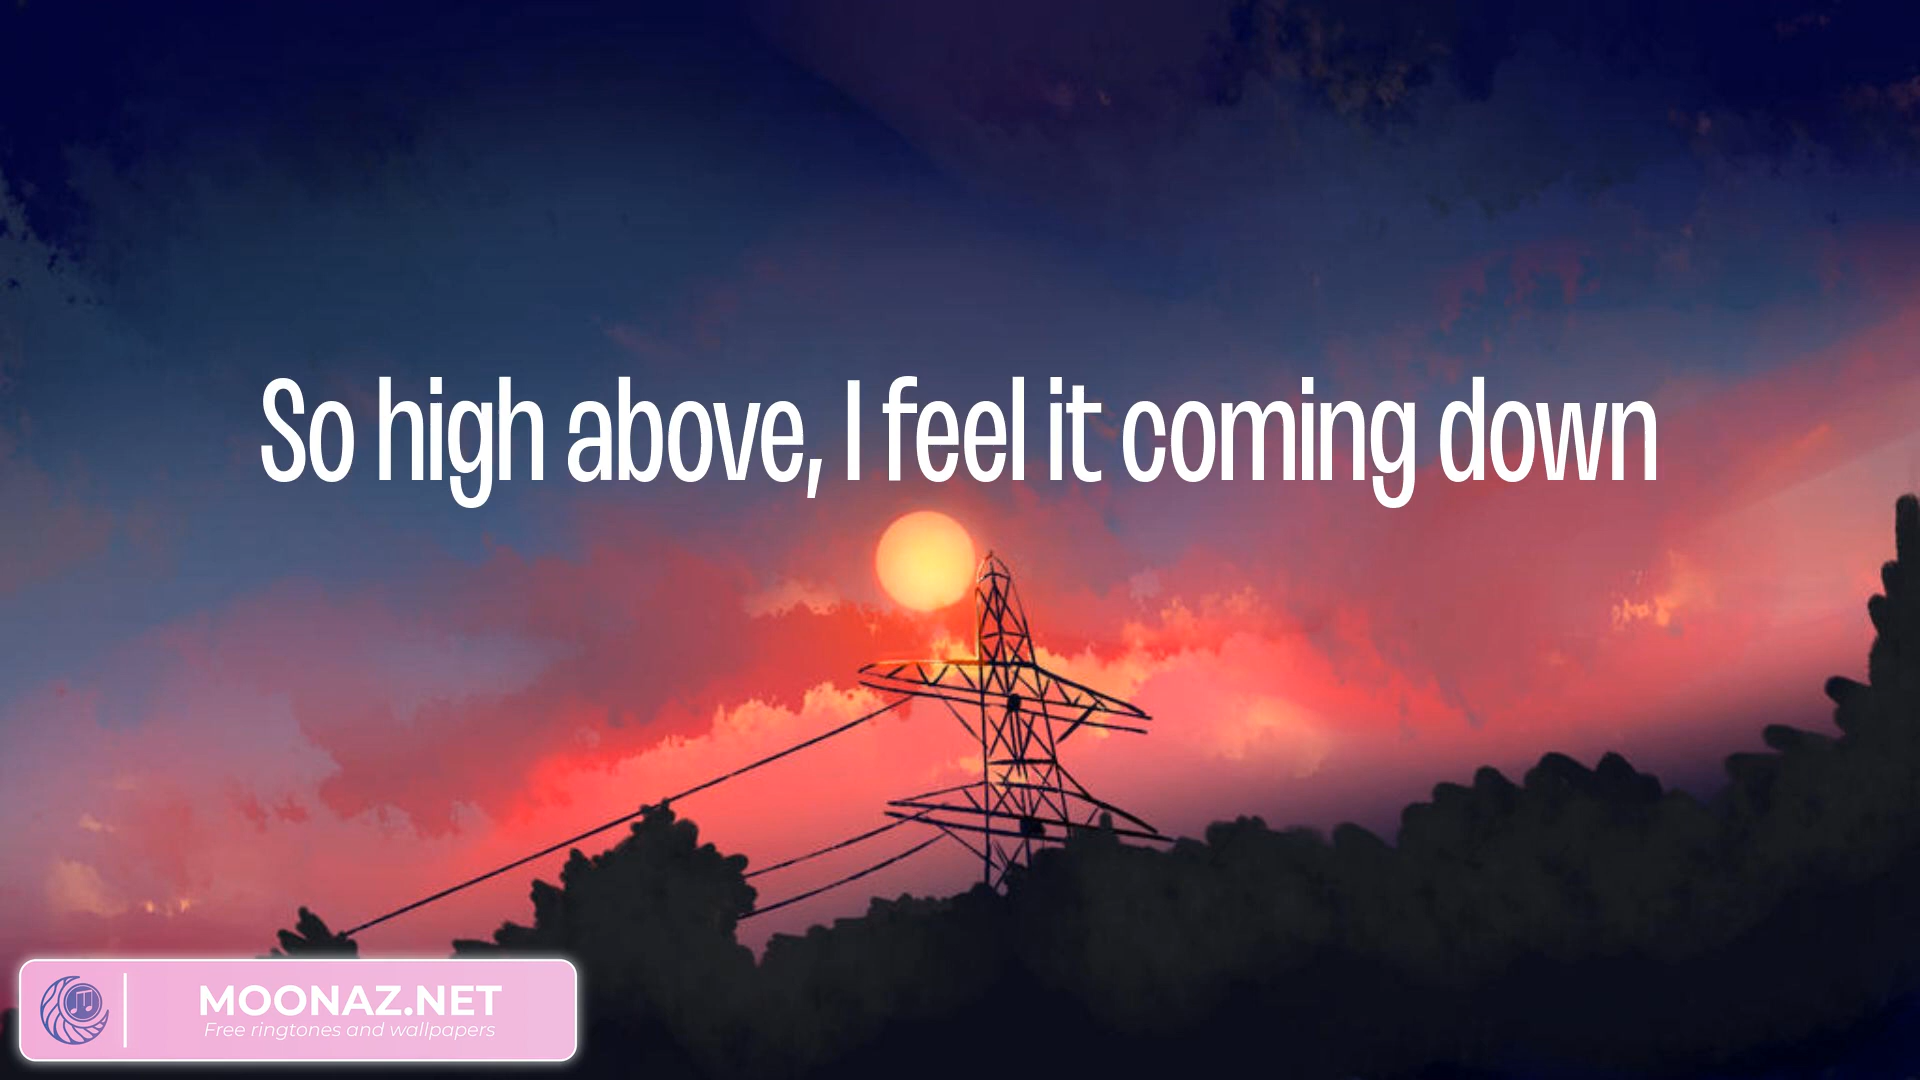 So high above, I feel it coming down
MOONAZ.NET
Free ringtones and wallpapers